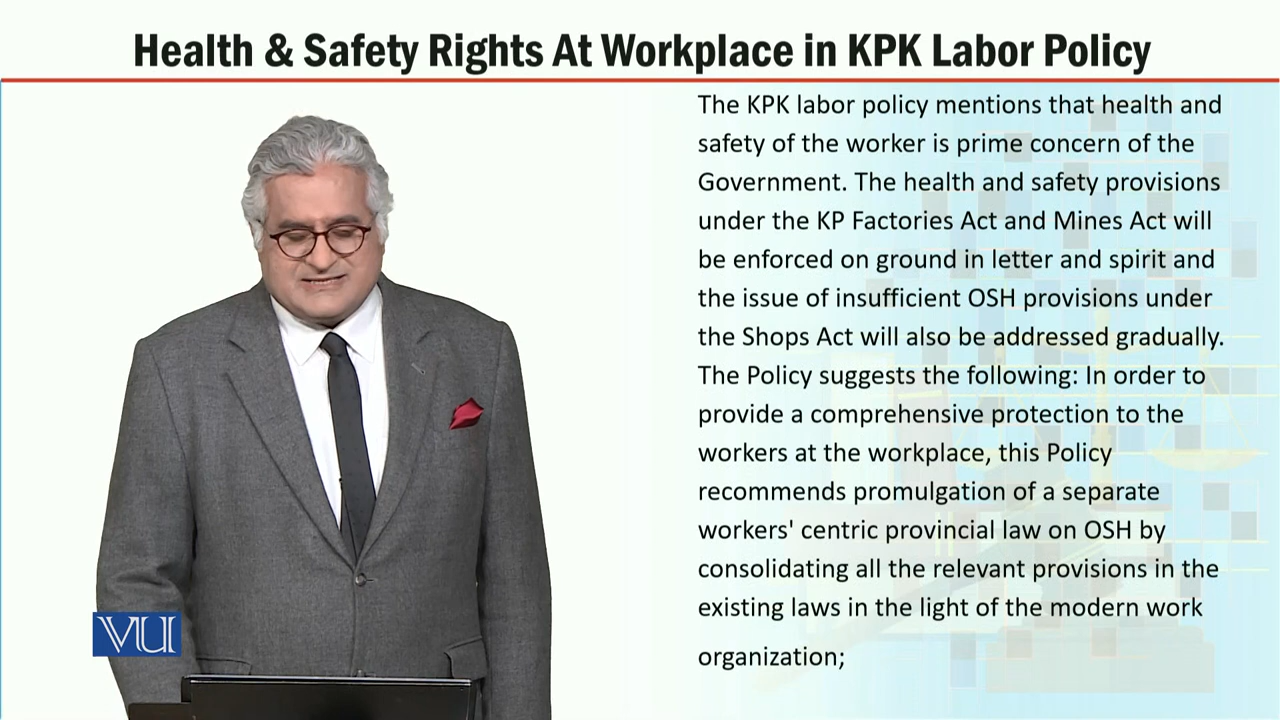 Health & Safety Rights At Workplace in KPK Labor Policy
The KPK labor policy mentions that health and
safety of the worker is prime concern of the
Government. The health and safety provisions
under the KP Factories Act and Mines Act will
be enforced on ground in letter and spirit and
the issue of insufficient OSH provisions under
the Shops Act will also be addressed gradually.
The Policy suggests the following: In order to
provide a comprehensive protection to the
workers at the workplace, this Policy
recommends promulgation of a separate
workers' centric provincial law on OSH by
consolidating all the relevant provisions in the
existing laws in the light of the modern work
organization;
VU